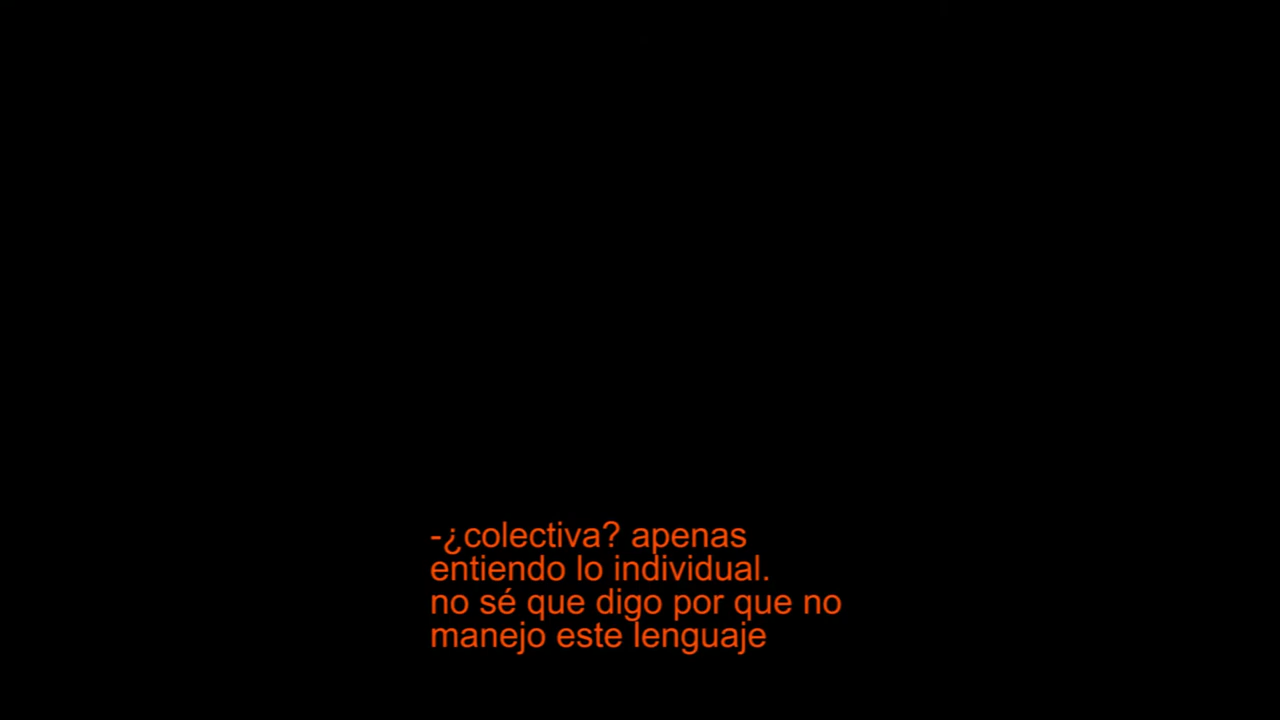 -¿colectiva? apenas
entiendo lo individual.
no sé que digo por que no
manejo este lenguaje